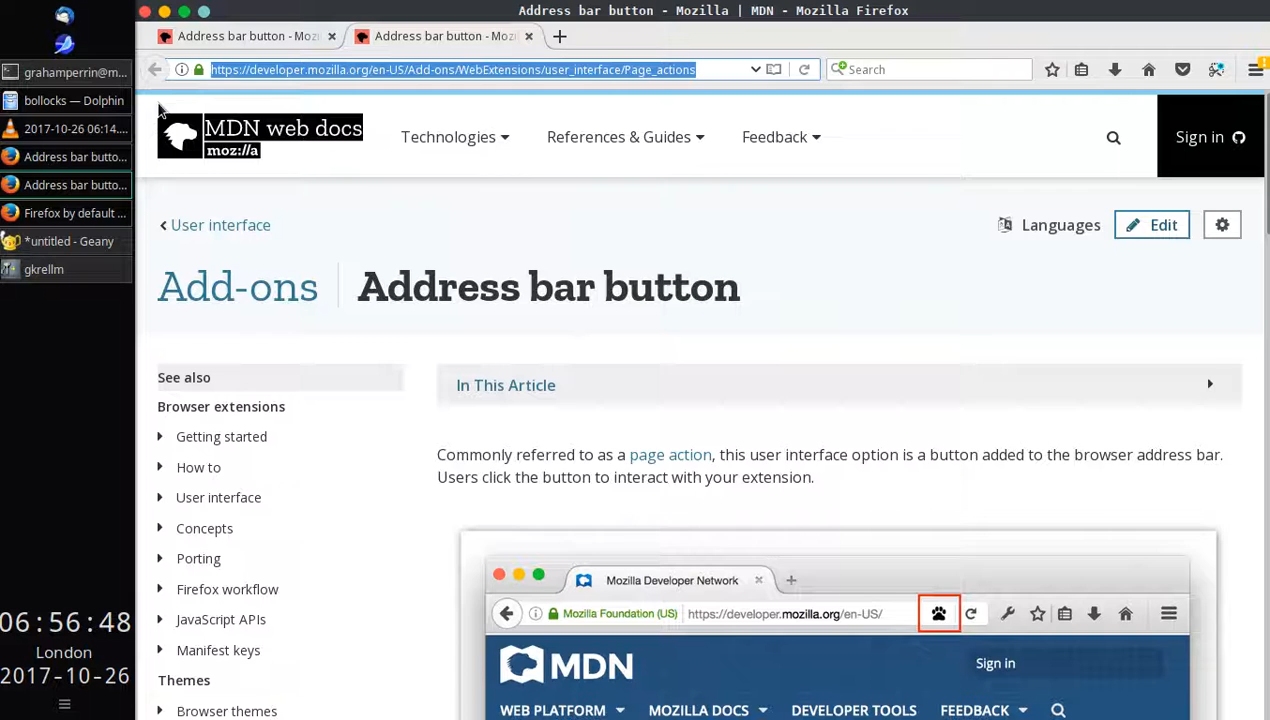 Address bar button - Mozilla | MDN - Mozilla Firefox
Address bar button - Moz
Address bar button - Moz
https://developer.mozilla.org/en-US/Add-ons/WebExtensions/user_interface/Page_actions
Search
grahamperrin@m...
bollocks — Dolphin
2017-10-26 06:14....
Address bar butto...
Address bar butto...
Firefox by default ...
*untitled - Geany
gkrellm
06:56:48
London
2017-10-26
MDN web docs
moz://a
Technologies
References & Guides
Feedback
Sign in
User interface
Languages
Edit
Add-ons
Address bar button
See also
Browser extensions
Getting started
How to
User interface
Concepts
Porting
Firefox workflow
JavaScript APIs
Manifest keys
Themes
Browser themes
In This Article
Commonly referred to as a page action, this user interface option is a button added to the browser address bar.
Users click the button to interact with your extension.
Mozilla Developer Network
Mozilla Foundation (US)
https://developer.mozilla.org/en-US/
MDN
Sign in
WEB PLATFORM
MOZILLA DOCS
DEVELOPER TOOLS
FEEDBACK